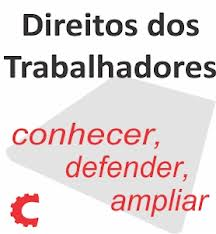 Direitos dos
Trabalhadores
conhecer,
defender,
ampliar